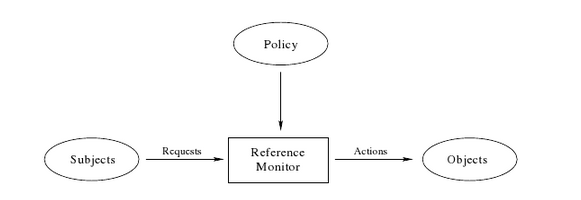 Policy
Requests
Actions
Subjects
Reference
Monitor
Objects